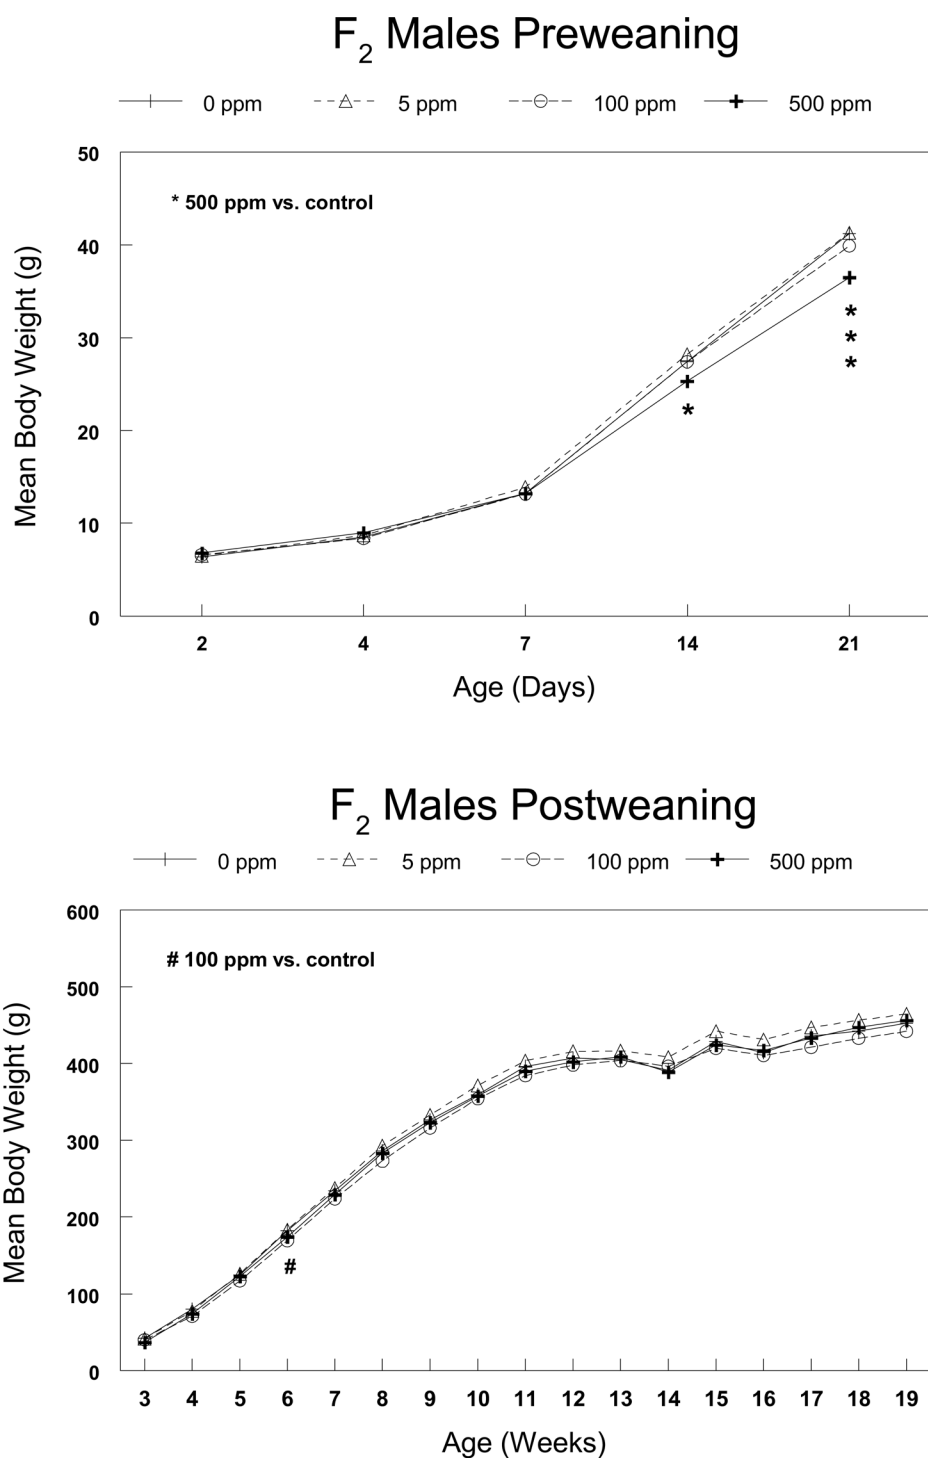 F2 Males Preweaning
0 ppm 5 ppm 100 ppm 500 ppm
50
* 500 ppm vs. control
40
30
20
10
0
Mean Body Weight (g)
*
*
*
*
2 4 7 14 21
Age (Days)
F2 Males Postweaning
0 ppm 5 ppm 100 ppm 500 ppm
600
# 100 ppm vs. control
500
400
300
200
100
0
Mean Body Weight (g)
#
3 4 5 6 7 8 9 10 11 12 13 14 15 16 17 18 19
Age (Weeks)